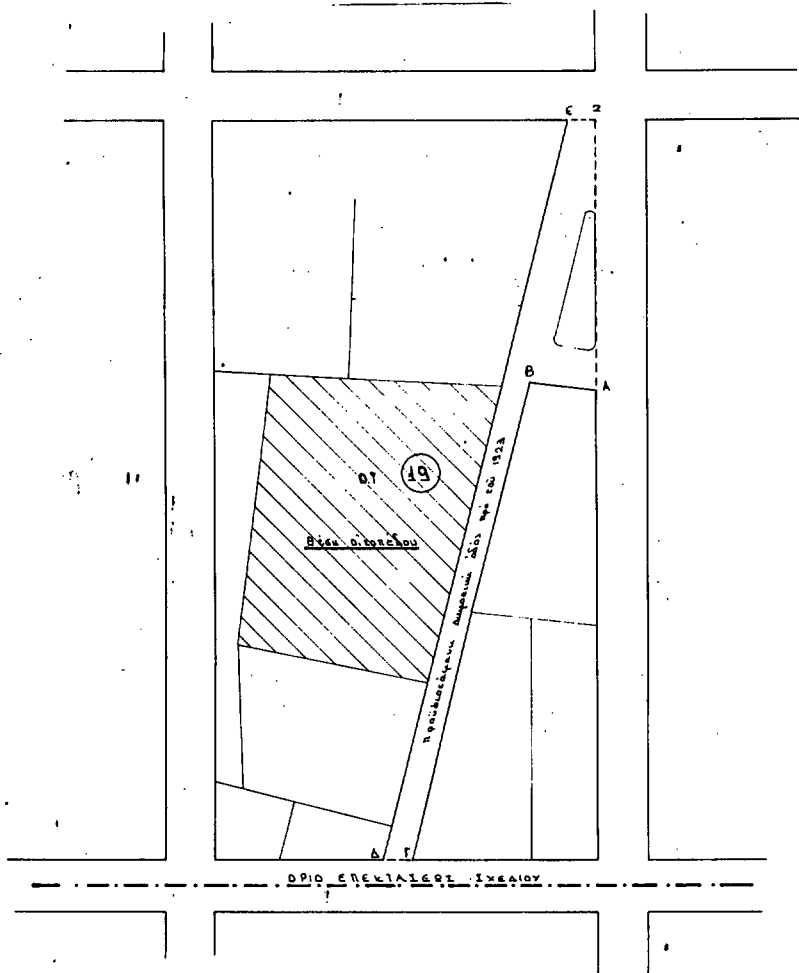 Ε Ζ
Β
Α
Ο.Τ 19
Θέση οικοπέδου
Προϋφιστάμενη δημοτική οδός προ του 1923
Δ Γ
ΟΡΙΟ ΕΠΕΚΤΑΣΕΩΣ ΣΧΕΔΙΟΥ